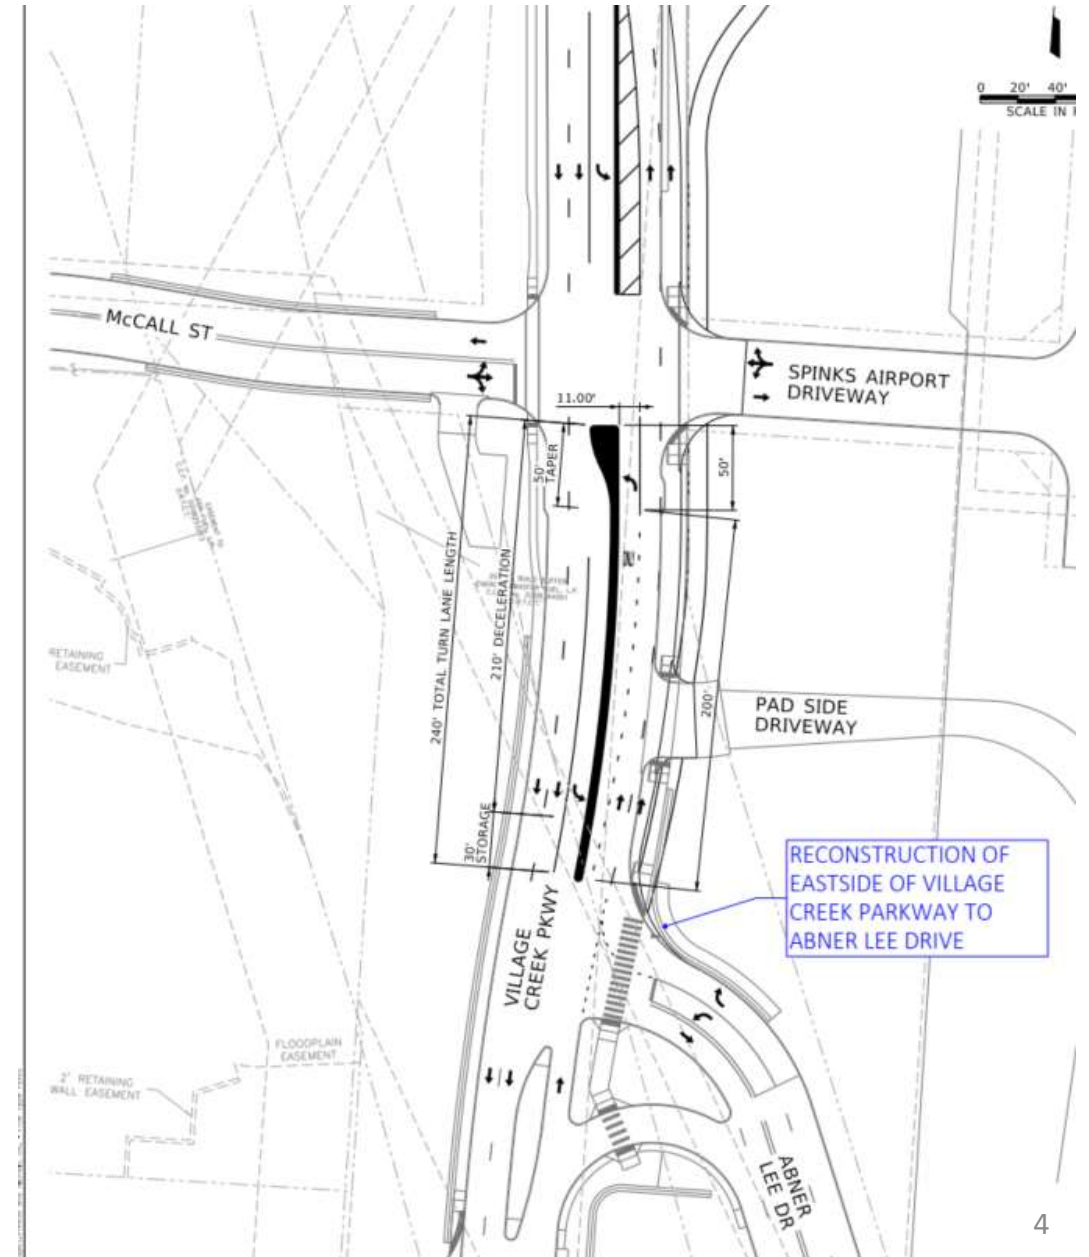 0 20' 40'
SCALE IN
McCALL ST
SPINKS AIRPORT
DRIVEWAY
11.00'
50'
TAPER
50'
240' TOTAL TURN LANE LENGTH
210' DECELERATION
RETAINING
EASEMENT
200'
PAD SIDE
DRIVEWAY
30'
STORAGE
RECONSTRUCTION OF
EASTSIDE OF VILLAGE
CREEK PARKWAY TO
ABNER LEE DRIVE
VILLAGE
CREEK PKWY
FLOODPLAIN
EASEMENT
2' RETAINING
WALL EASEMENT
ABNER
LEE DR
4